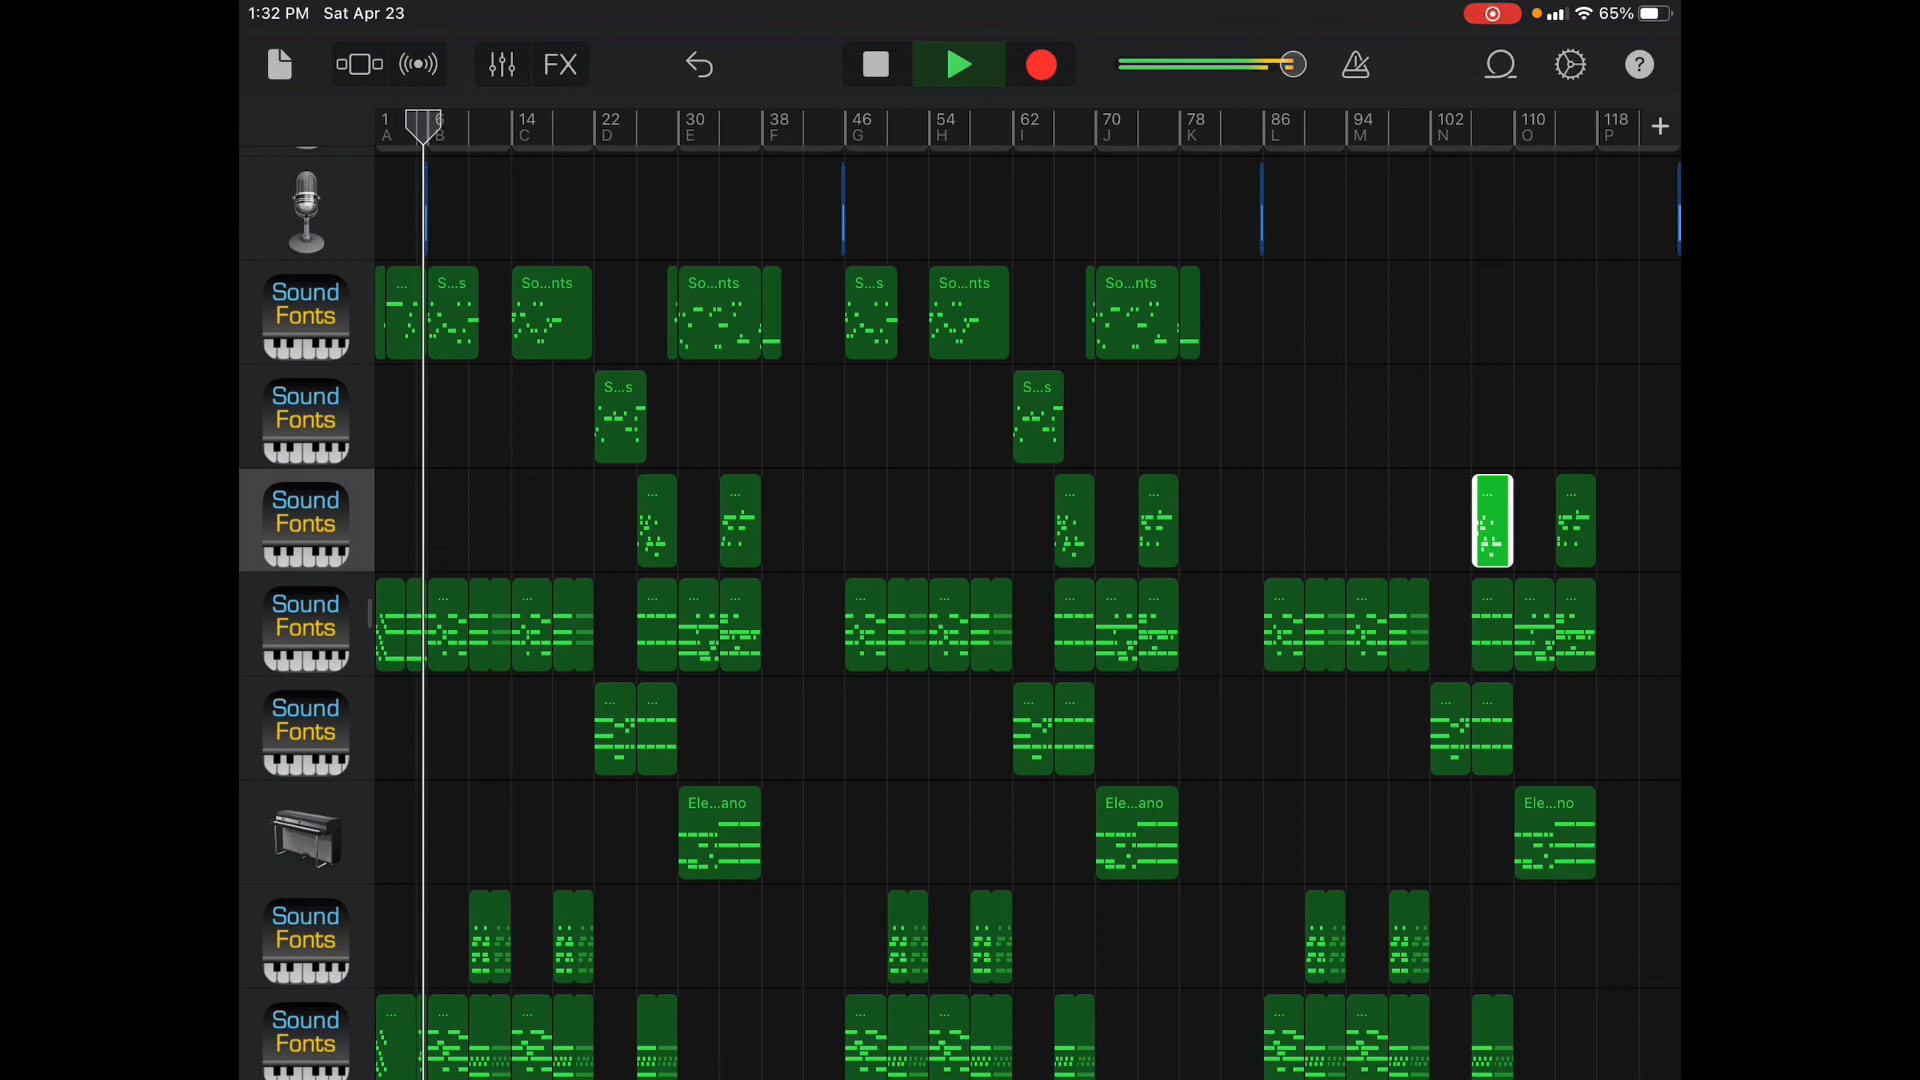 1:32 PM Sat Apr 23
65%
FX
?
1 6 14 22 30 38 46 54 62 70 78 86 94 102 110 118 +
A B C D E F G H I J K L M N O P
Sound
Fonts
... S...s So...nts So...nts S...s So...nts So...nts
Sound
Fonts
S...s S...s
Sound
Fonts
... ... ... ... ... ...
Sound
Fonts
... ... ... ... ... ... ... ... ... ... ... ... ... ...
Sound
Fonts
... ... ... ... ... ...
Ele...ano Ele...ano Ele...no
Sound
Fonts
Sound
Fonts
... ... ... ... ... ... ...